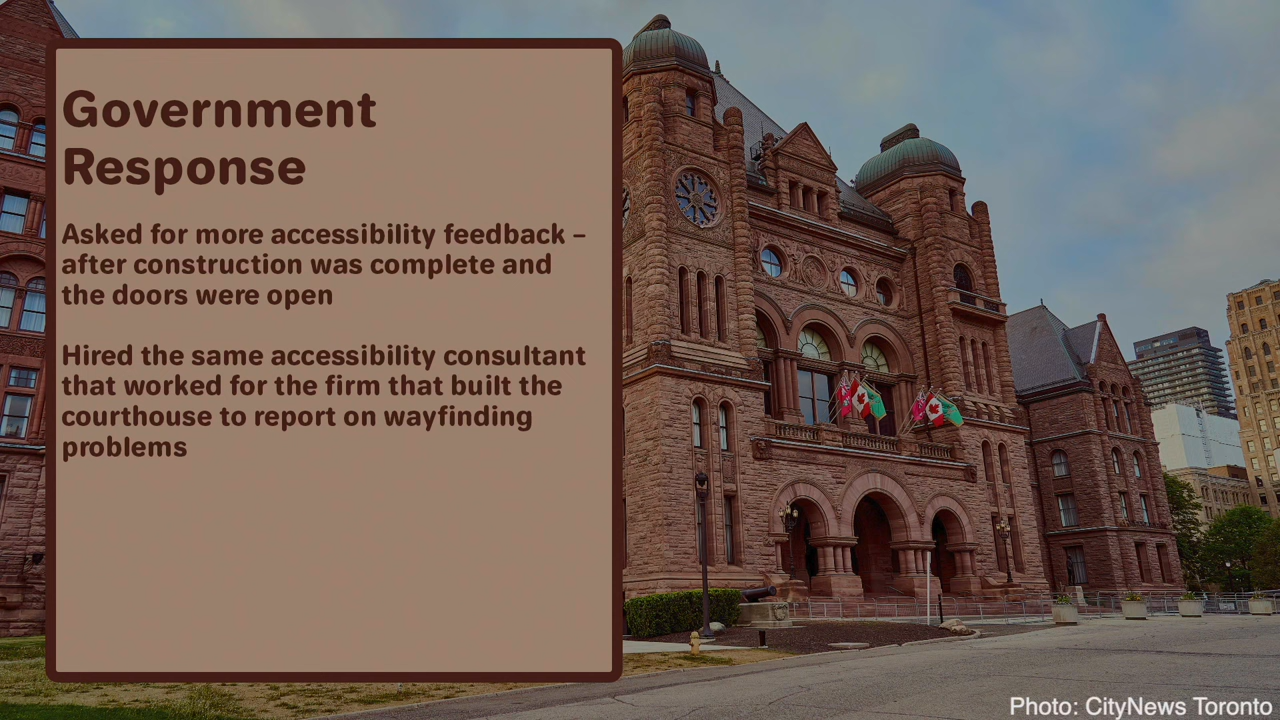 Government
Response
Asked for more accessibility feedback –
after construction was complete and
the doors were open
Hired the same accessibility consultant
that worked for the firm that built the
courthouse to report on wayfinding
problems
Photo: CityNews Toronto